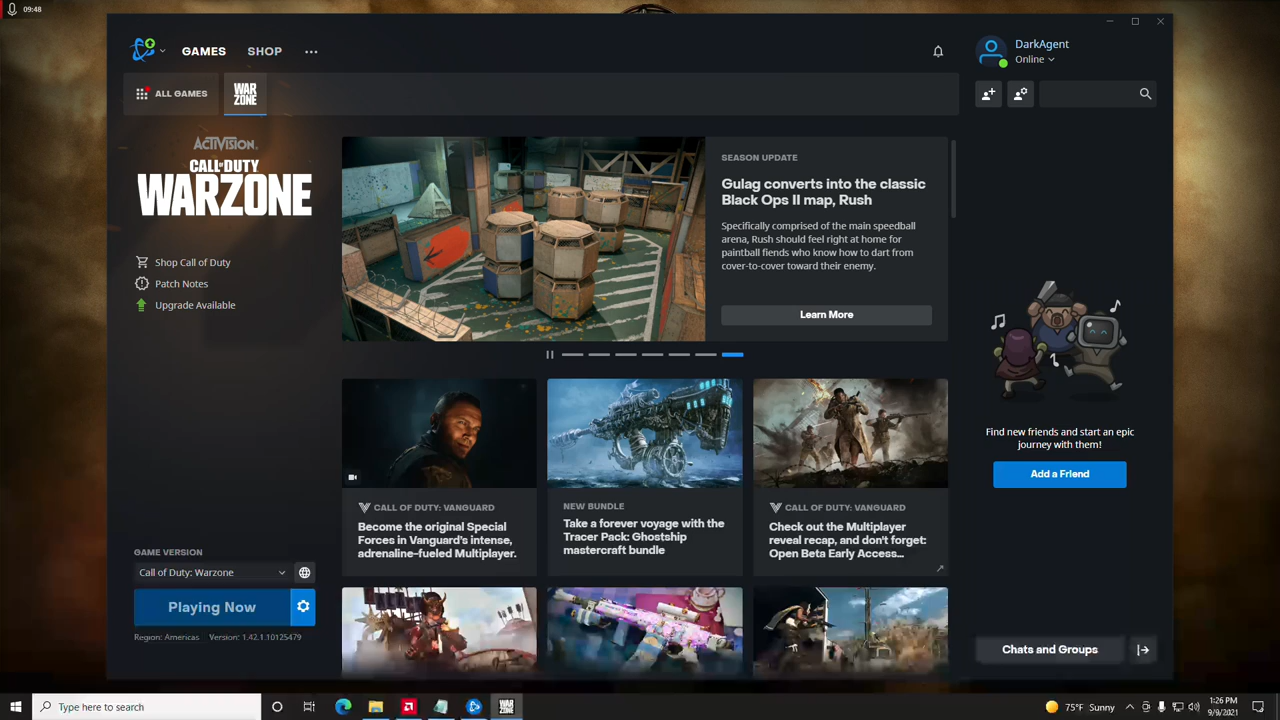 09:48
GAMES
SHOP
DarkAgent
Online
ALL GAMES
WAR
ZONE
ACTIVISION
CALL OF DUTY
WARZONE
Shop Call of Duty
Patch Notes
Upgrade Available
SEASON UPDATE
Gulag converts into the classic
Black Ops II map, Rush
Specifically comprised of the main speedball
arena, Rush should feel right at home for
paintball fiends who know how to dart from
cover-to-cover toward their enemy.
Learn More
CALL OF DUTY: VANGUARD
Become the original Special
Forces in Vanguard's intense,
adrenaline-fueled Multiplayer.
NEW BUNDLE
Take a forever voyage with the
Tracer Pack: Ghostship
mastercraft bundle
CALL OF DUTY: VANGUARD
Check out the Multiplayer
reveal recap, and don't forget:
Open Beta Early Access...
Find new friends and start an epic
journey with them!
Add a Friend
GAME VERSION
Call of Duty: Warzone
Playing Now
Region: Americas Version: 1.42.1.10125479
Chats and Groups
Type here to search
WAR
ZONE
75°F Sunny
1:26 PM
9/9/2021